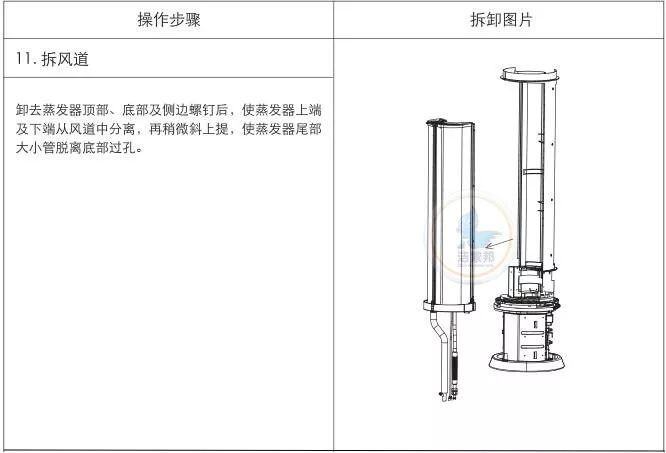 操作步骤
拆卸图片
11. 拆风道
卸去蒸发器顶部、底部及侧边螺钉后，使蒸发器上端
及下端从风道中分离，再稍微斜上提，使蒸发器尾部
大小管脱离底部过孔。
洁家邦